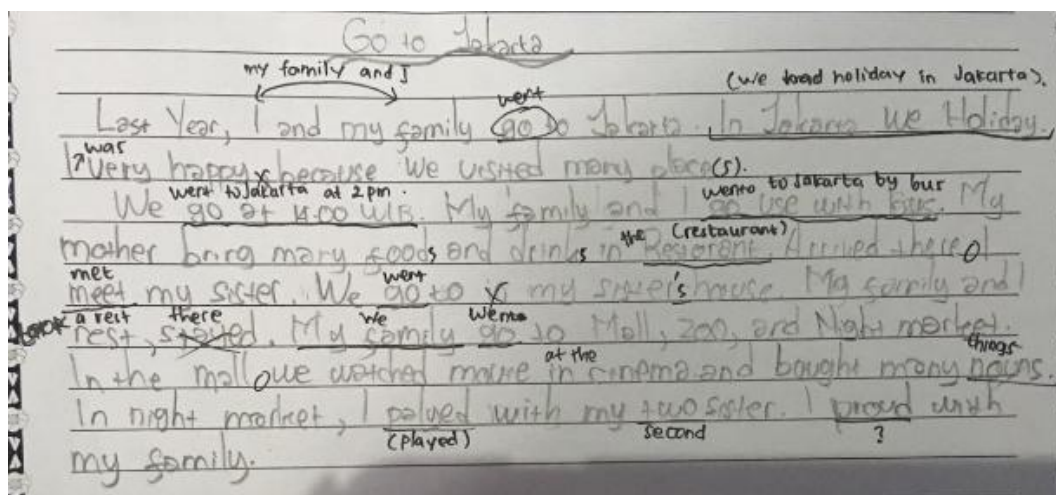 Go to Jakarta
my family and I
(we had holiday in Jakarta).
went
Last Year, I and my family go to Jakarta. In Jakarta we Holiday,
was
I very happy because We visited many place(s).
went to Jakarta at 2 pm.
went to Jakarta by bus
We go at 14.00 WIB. My family and I go use with bus. My
the (restaurant)
mother bring many foods and drinks in Restorant. Arrived there
met
went
meet my sister. We go to my sister's house. My family and I
took a rest there
We
went
rest, stayed. My family go to Mall, zoo, and Night market.
at the
things
In the mall we watched movie in cinema and bought many nouns.
In night market, I palyed with my two sister. I proud with
(played)
second
?
my family.